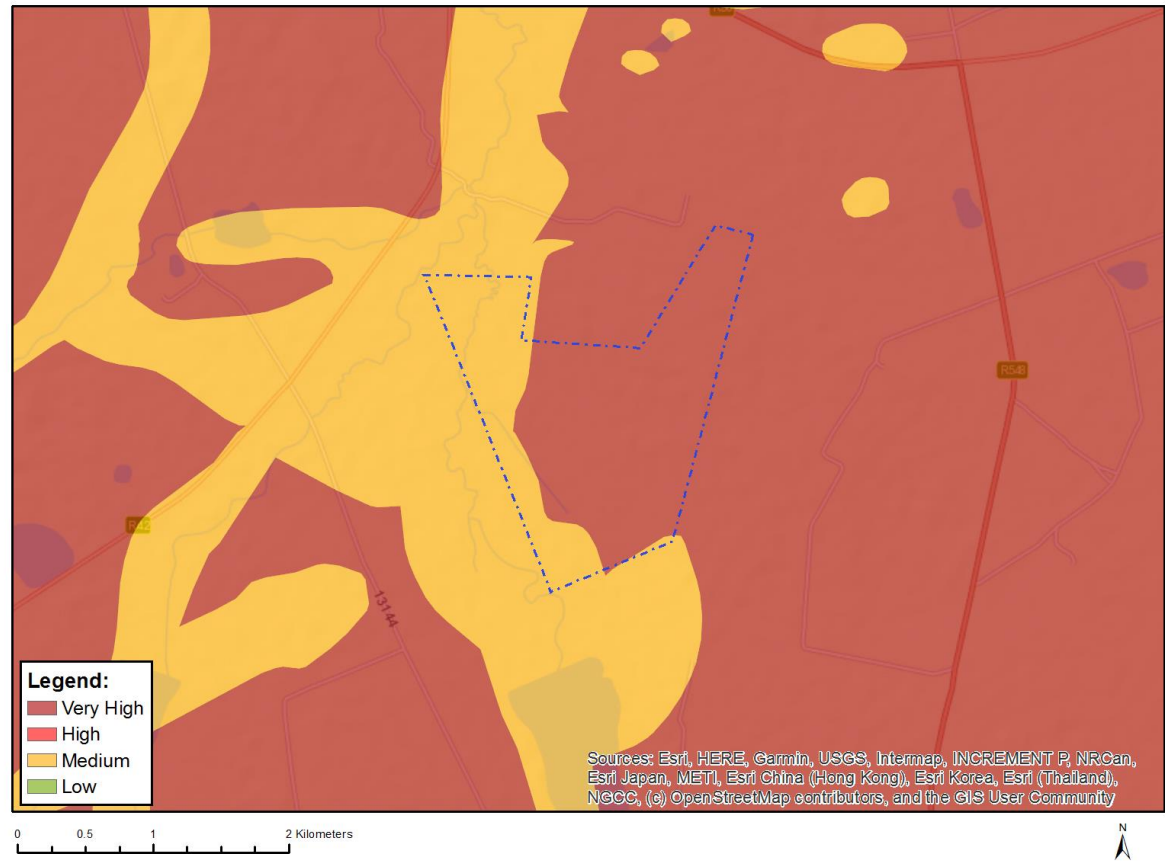 R548
R42
13144
Legend:
Very High
High
Medium
Low
Sources: Esri, HERE, Garmin, USGS, Intermap, INCREMENT P, NRCan,
Esri Japan, METI, Esri China (Hong Kong), Esri Korea, Esri (Thailand),
NGCC, (c) OpenStreetMap contributors, and the GIS User Community
0 0.5 1 2 Kilometers
N